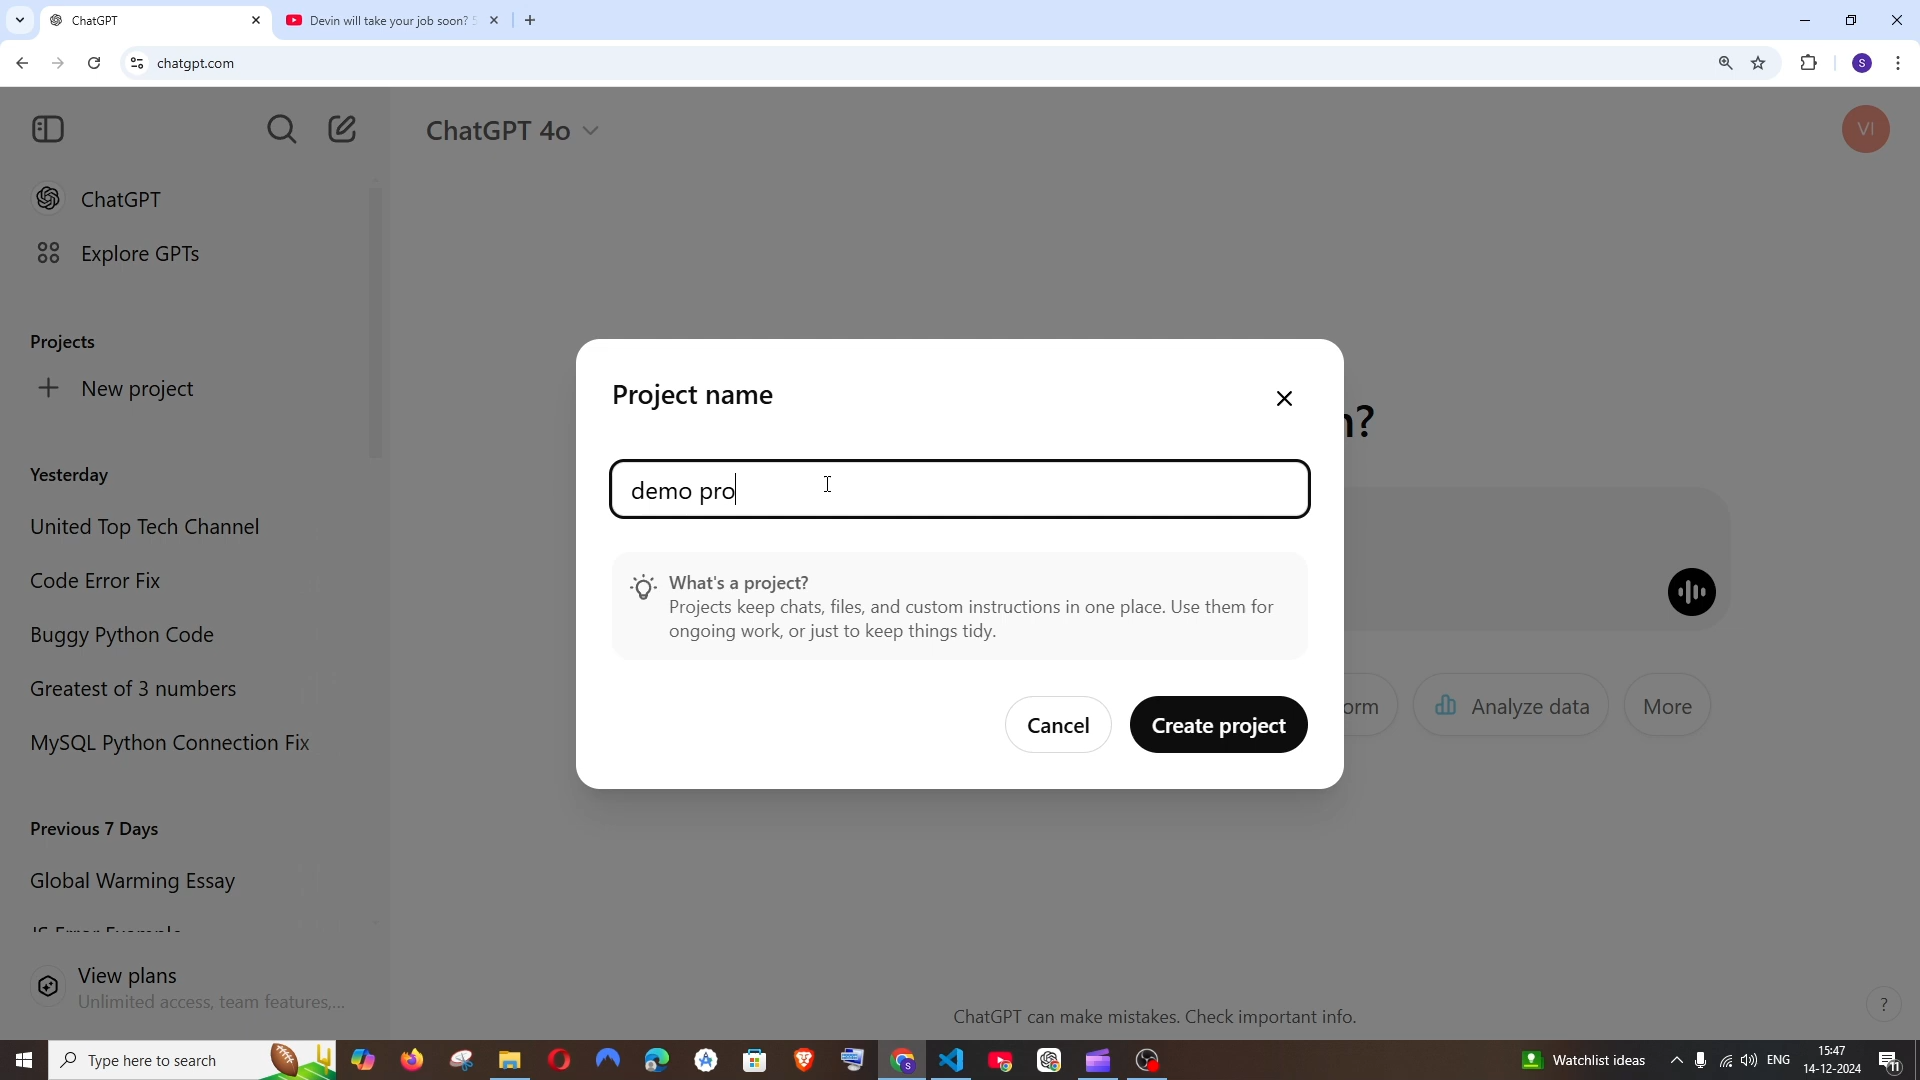 ChatGPT
Devin will take your job soon?
chatgpt.com
S
ChatGPT 4o
VI
ChatGPT
Explore GPTs
Projects
New project
Yesterday
United Top Tech Channel
Code Error Fix
Buggy Python Code
Greatest of 3 numbers
MySQL Python Connection Fix
Previous 7 Days
Global Warming Essay
JS Error Example
View plans
Unlimited access, team features,...
Project name
demo pro
What's a project?
Projects keep chats, files, and custom instructions in one place. Use them for
ongoing work, or just to keep things tidy.
Cancel
Create project
?
Analyze data
More
ChatGPT can make mistakes. Check important info.
?
Type here to search
Watchlist ideas
ENG
15:47
14-12-2024
11